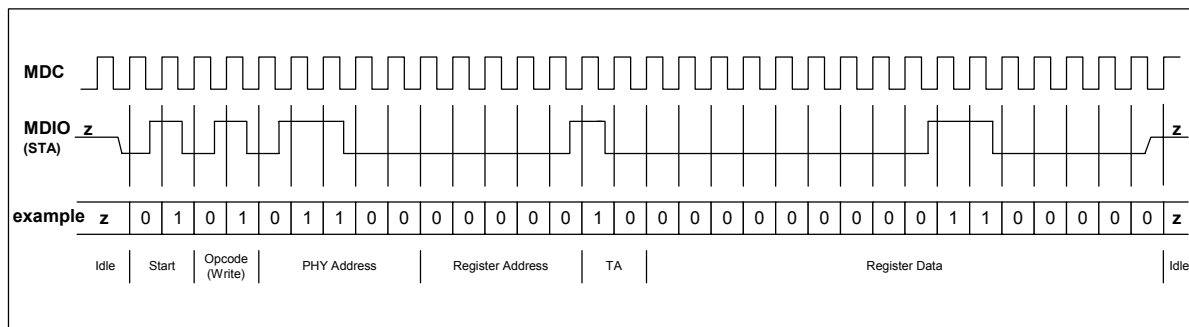 MDC
MDIO z z
(STA)
example z 0 1 0 1 0 1 1 0 0 0 0 0 0 0 1 0 0 0 0 0 0 0 0 0 0 1 1 0 0 0 0 0 z
Idle Start Opcode (Write) PHY Address Register Address TA Register Data Idle